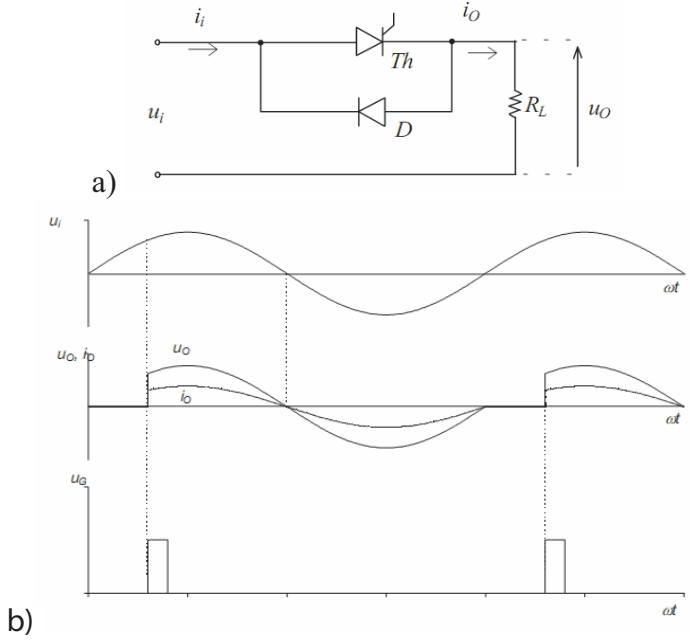 i_i i_O
Th
u_i D R_L u_O
a)
u_i
ωt
u_O, i_O u_O
i_O
ωt
u_G
b) ωt